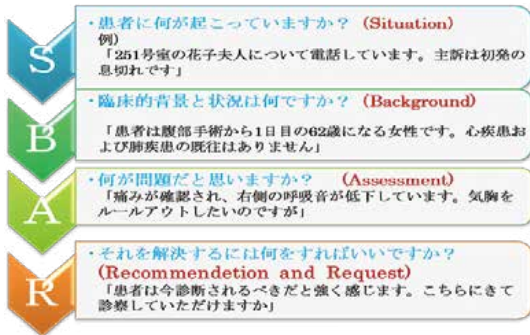 S
・患者に何が起こっていますか？ (Situation)
例)
「251号室の花子夫人について電話しています。主訴は初発の
息切れです」
B
・臨床的背景と状況は何ですか？ (Background)
「患者は腹部手術から1日目の62歳になる女性です。心疾患お
よび肺疾患の既往はありません」
A
・何が問題だと思いますか？ (Assessment)
「痛みが確認され、右側の呼吸音が低下しています。気胸を
ルールアウトしたいのですが」
R
・それを解決するには何をすればいいですか？
(Recommendetion and Request)
「患者は今診断されるべきだと強く感じます。こちらにきて
診察していただけますか」